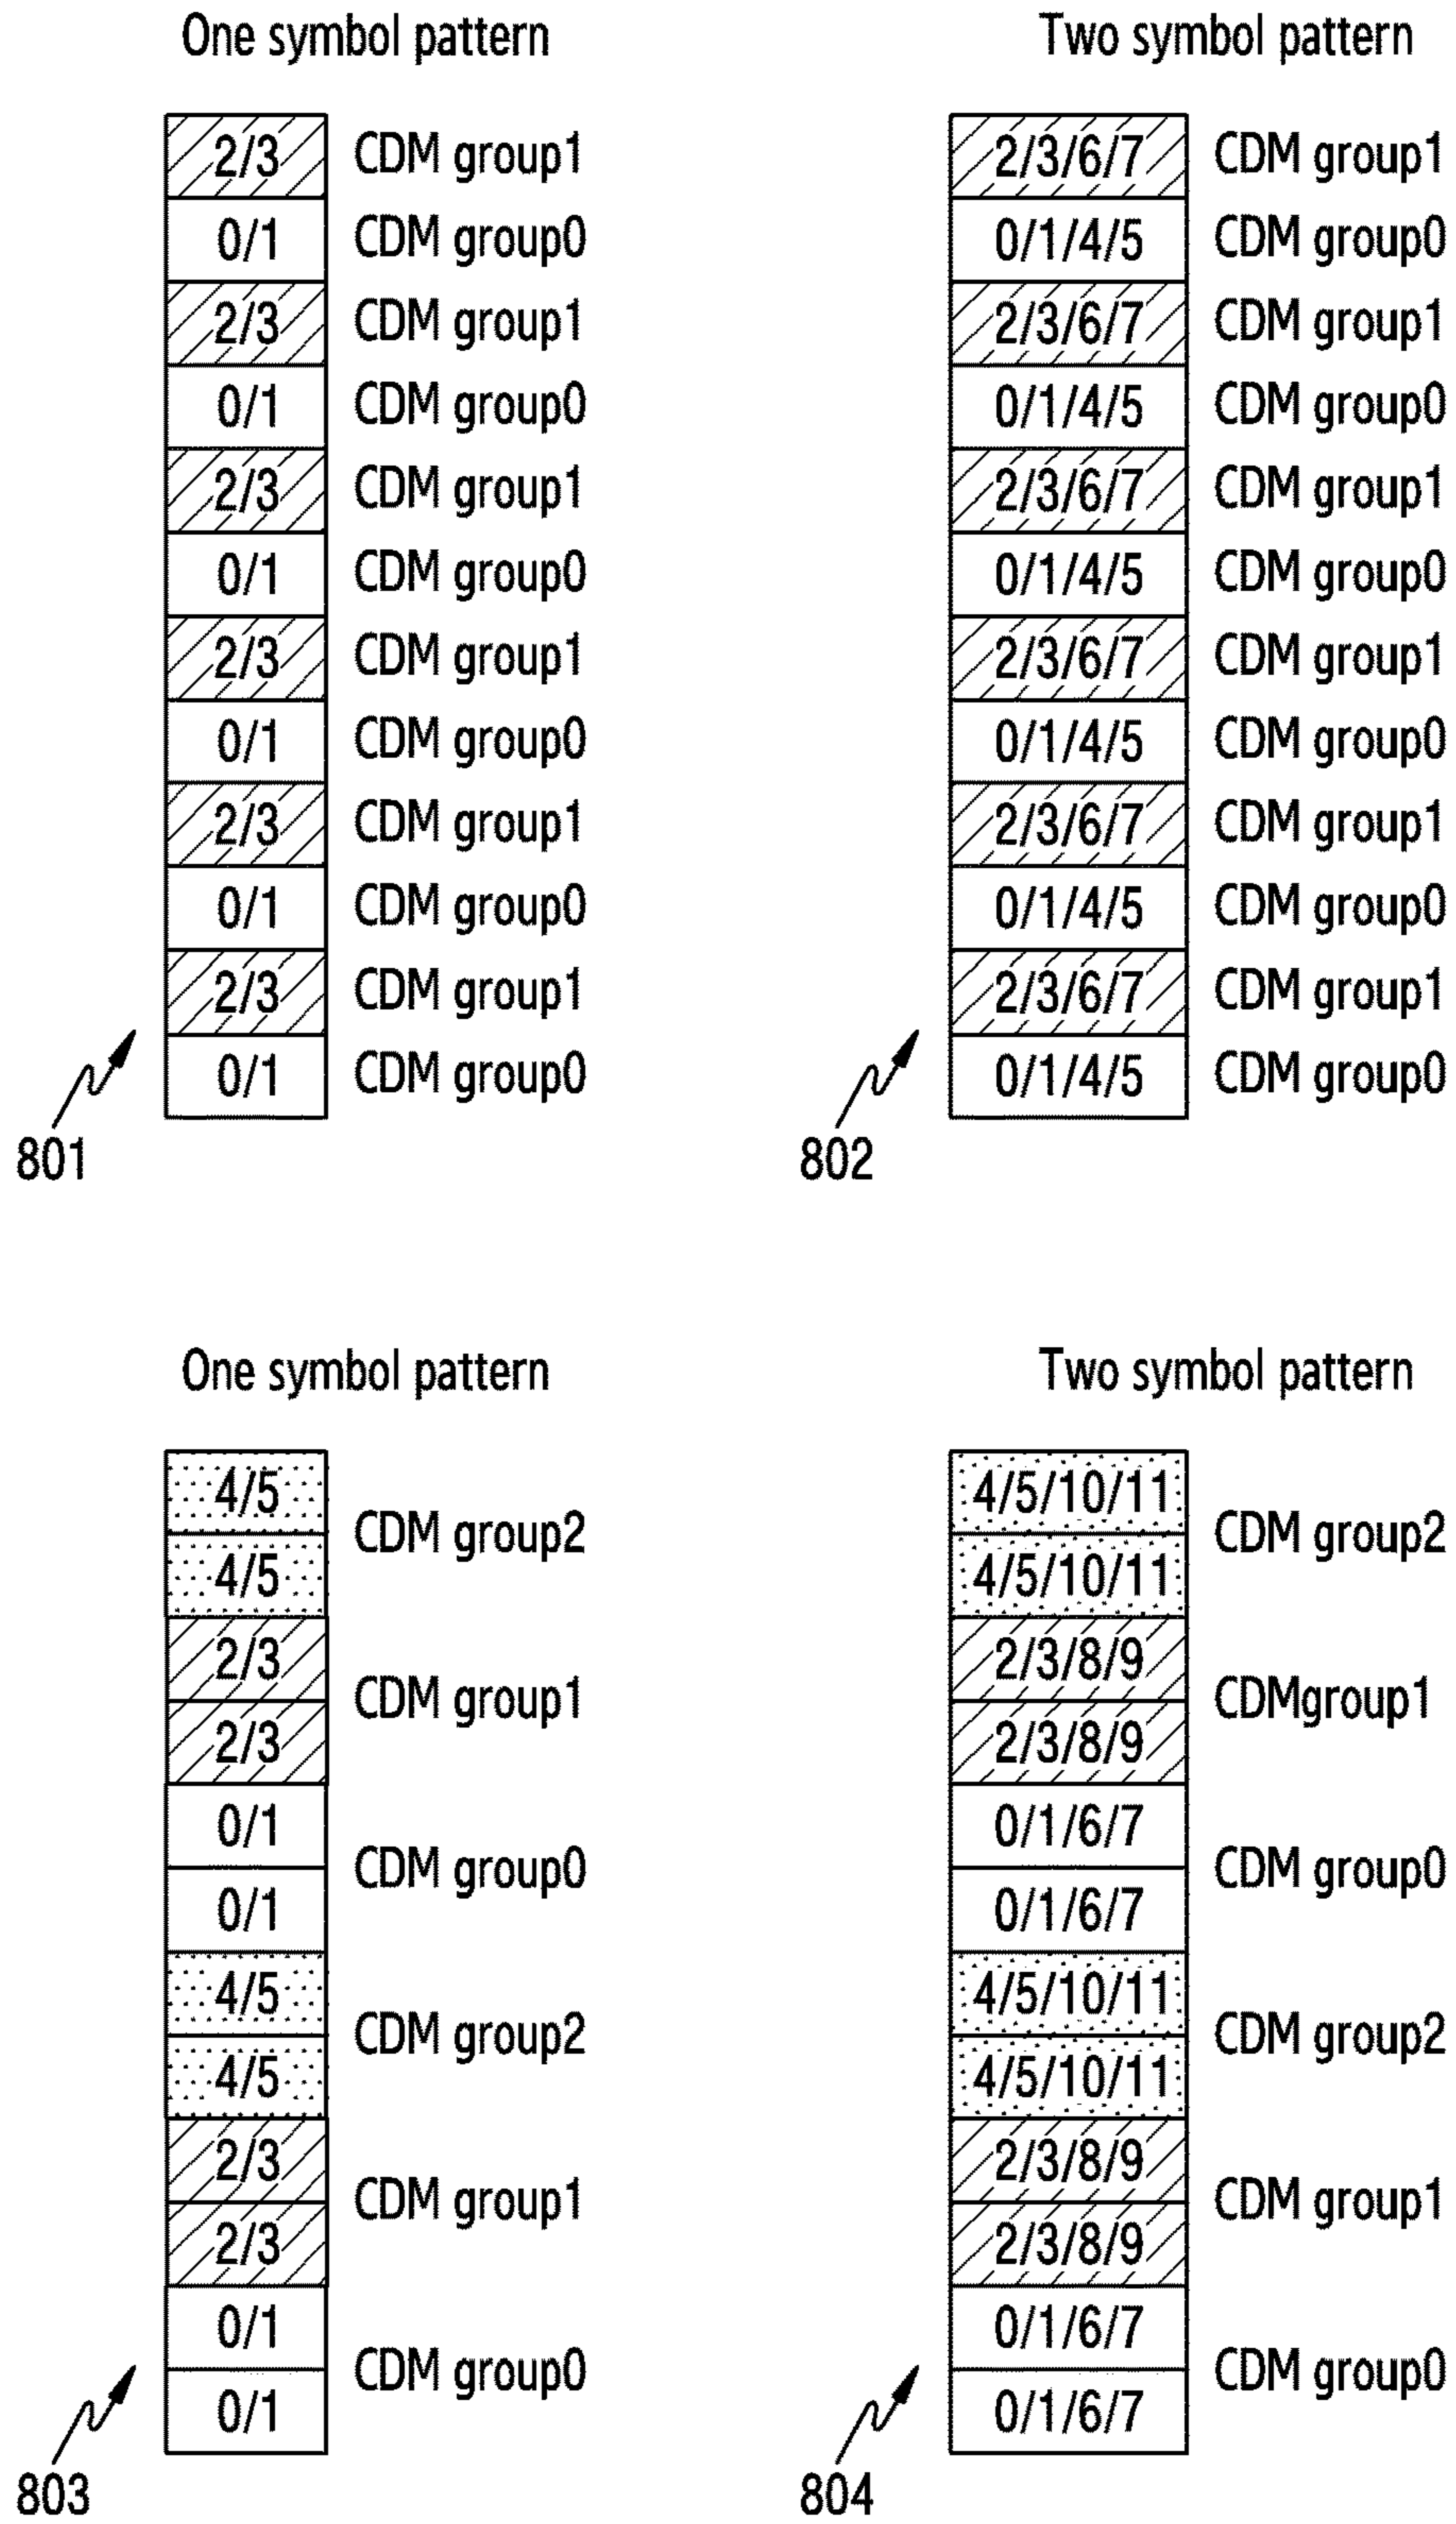 One symbol pattern
2/3 CDM group1
0/1 CDM group0
2/3 CDM group1
0/1 CDM group0
2/3 CDM group1
0/1 CDM group0
2/3 CDM group1
0/1 CDM group0
2/3 CDM group1
0/1 CDM group0
2/3 CDM group1
0/1 CDM group0
801
Two symbol pattern
2/3/6/7 CDM group1
0/1/4/5 CDM group0
2/3/6/7 CDM group1
0/1/4/5 CDM group0
2/3/6/7 CDM group1
0/1/4/5 CDM group0
2/3/6/7 CDM group1
0/1/4/5 CDM group0
2/3/6/7 CDM group1
0/1/4/5 CDM group0
2/3/6/7 CDM group1
0/1/4/5 CDM group0
802
One symbol pattern
4/5
CDM group2
4/5
2/3
CDM group1
2/3
0/1
CDM group0
0/1
4/5
CDM group2
4/5
2/3
CDM group1
2/3
0/1
CDM group0
0/1
803
Two symbol pattern
4/5/10/11
CDM group2
4/5/10/11
2/3/8/9
CDMgroup1
2/3/8/9
0/1/6/7
CDM group0
0/1/6/7
4/5/10/11
CDM group2
4/5/10/11
2/3/8/9
CDM group1
2/3/8/9
0/1/6/7
CDM group0
0/1/6/7
804